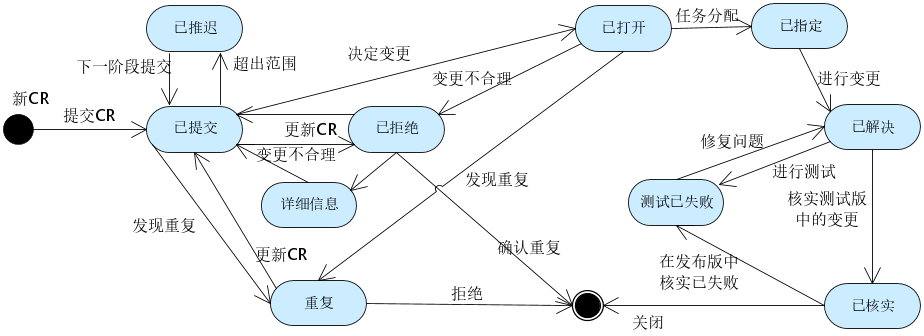 已推迟
已打开
任务分配
已指定
决定变更
下一阶段提交
超出范围
变更不合理
进行变更
新CR
提交CR
已提交
更新CR
已拒绝
已解决
变更不合理
修复问题
进行测试
发现重复
详细信息
测试已失败
核实测试版
中的变更
发现重复
更新CR
确认重复
在发布版中
核实已失败
重复
拒绝
已核实
关闭